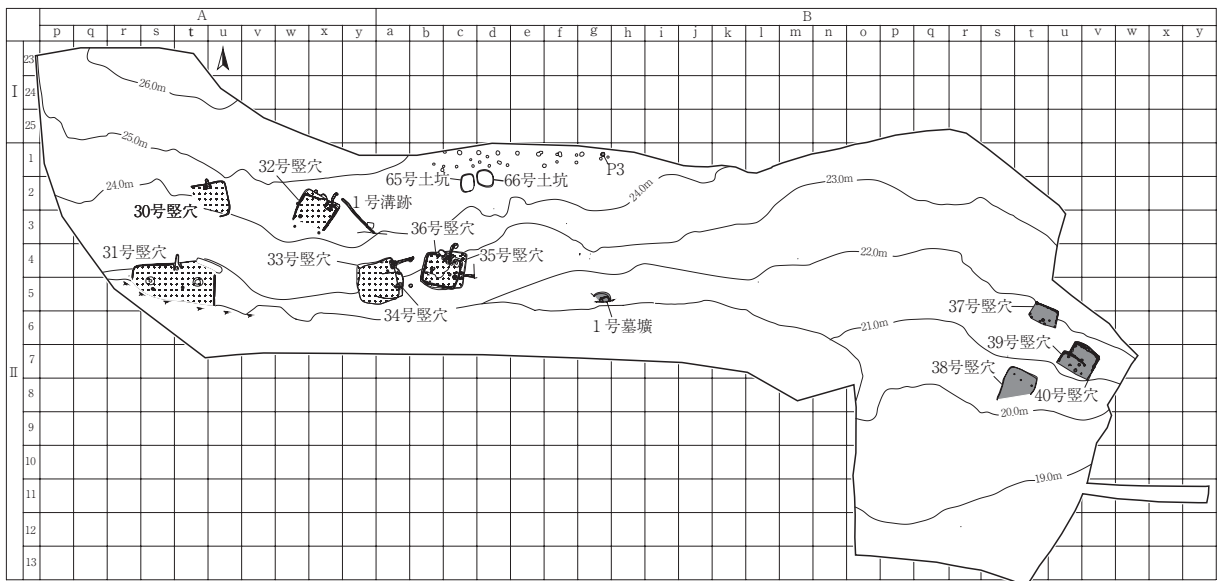 A B
p q r s t u v w x y a b c d e f g h i j k l m n o p q r s t u v w x y
I
23
24
25
II
1
2
3
4
5
6
7
8
9
10
11
12
13
26.0m
25.0m
24.0m
32号竪穴
30号竪穴
1号溝跡
65号土坑
66号土坑
P3
24.0m
23.0m
31号竪穴
33号竪穴
36号竪穴
35号竪穴
34号竪穴
1号墓壙
22.0m
21.0m
37号竪穴
39号竪穴
38号竪穴
40号竪穴
20.0m
19.0m